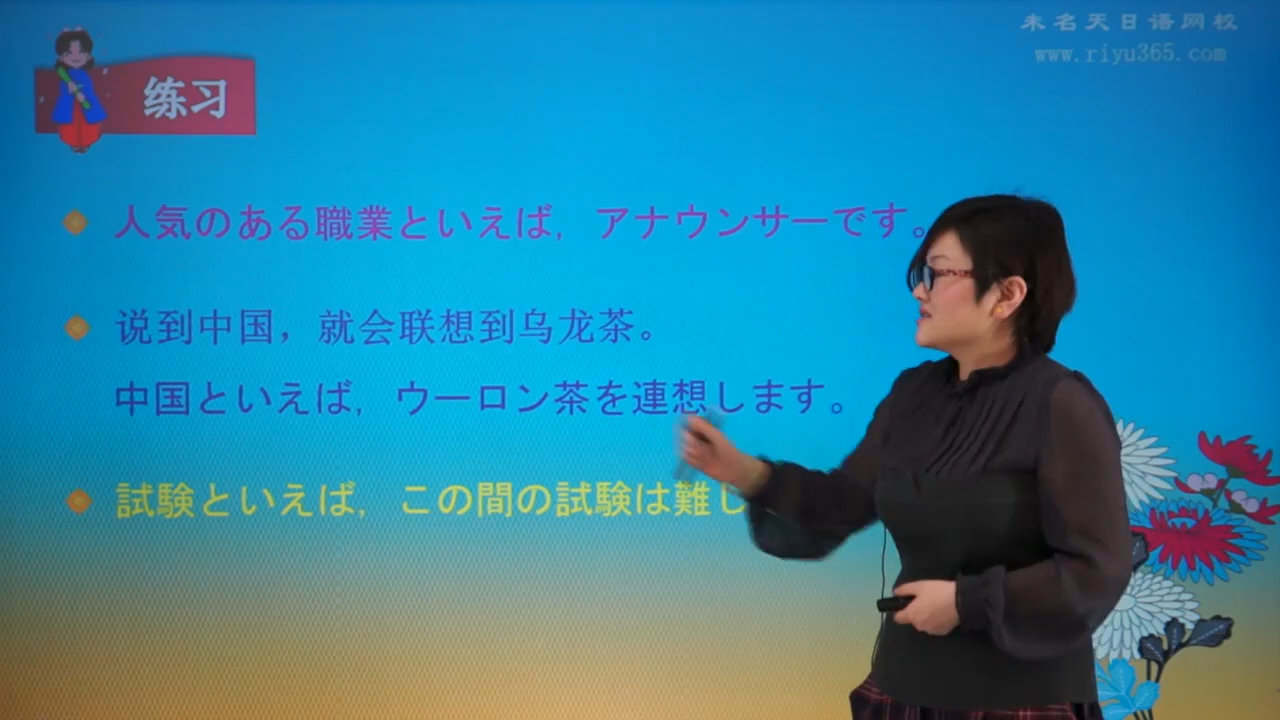 未名天日语网校
www.riyu365.com
练习
人气のある職業といえば，アナウンサーです。
说到中国，就会联想到乌龙茶。
中国といえば，ウーロン茶を連想します。
試験といえば，この間の試験は難し